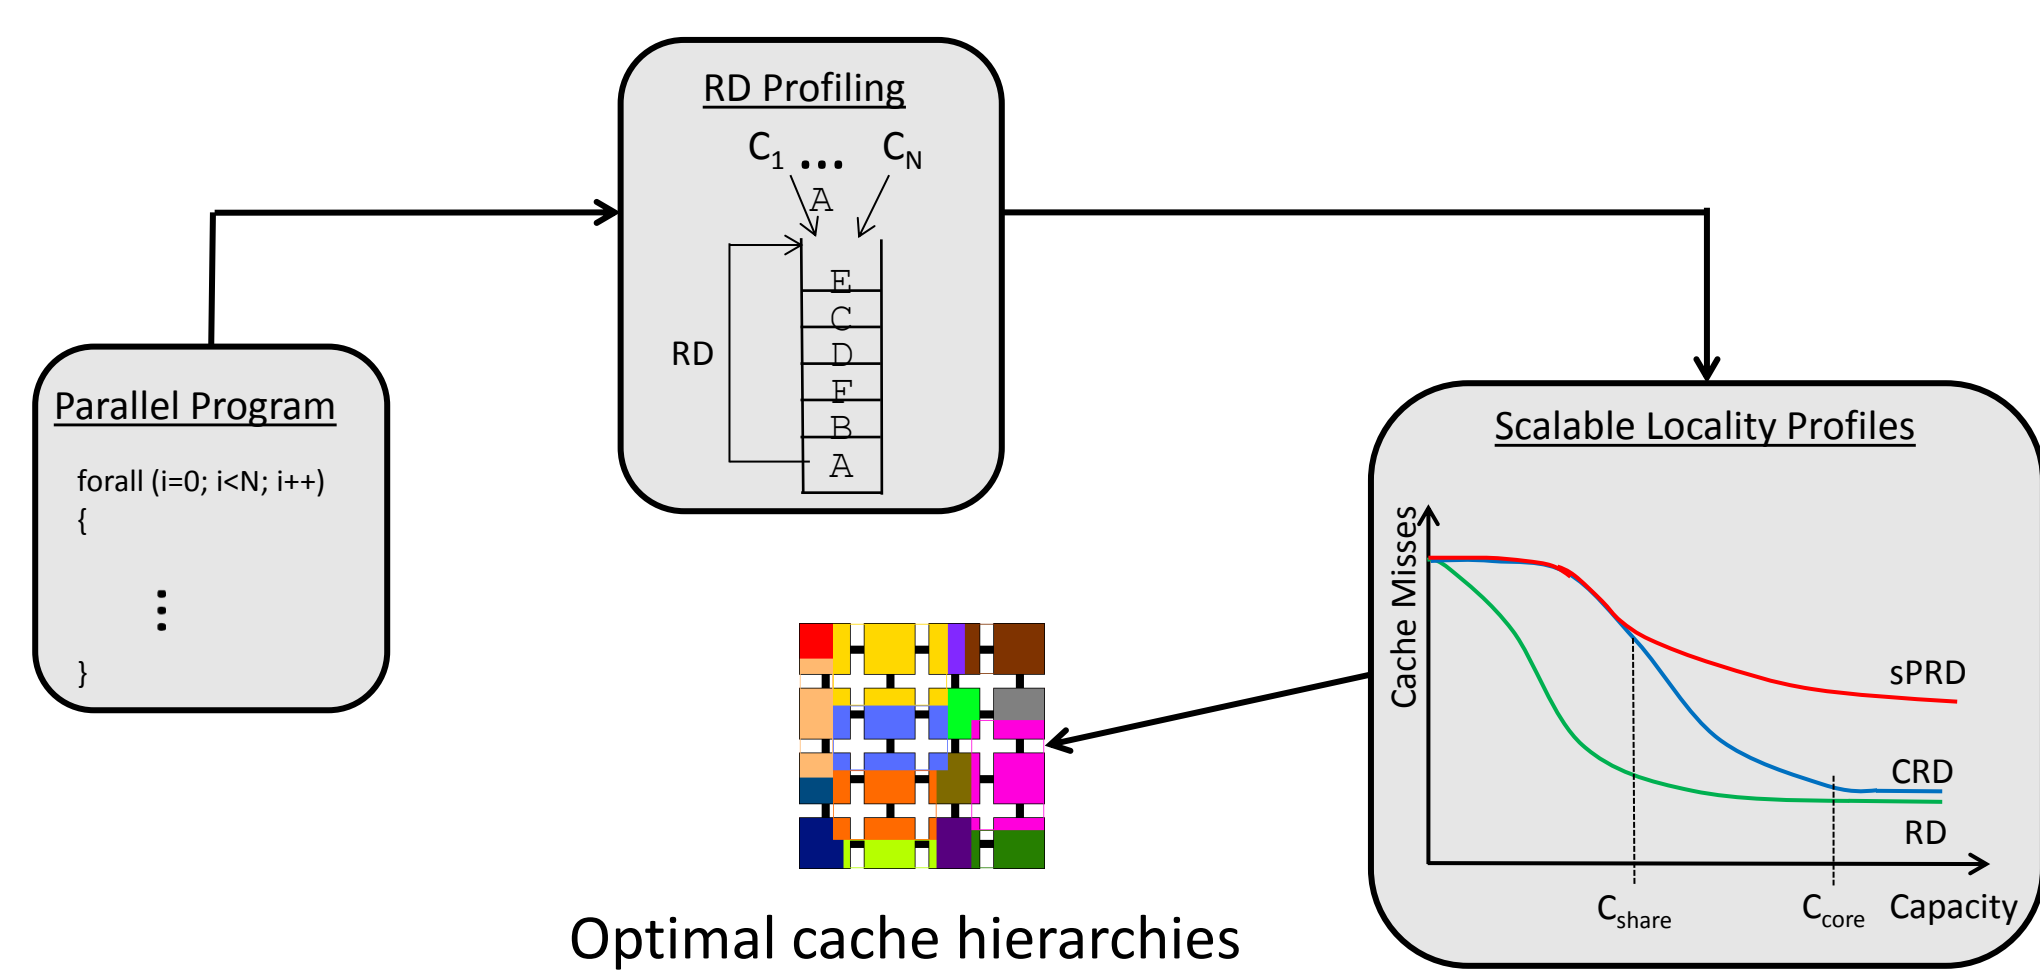 Parallel Program
forall (i=0; i<N; i++)
{
⋮
}
RD Profiling
C1 ... CN
A
E
C
D
F
B
A
RD
Scalable Locality Profiles
Cache Misses
sPRD
CRD
RD
Cshare
Ccore
Capacity
Optimal cache hierarchies